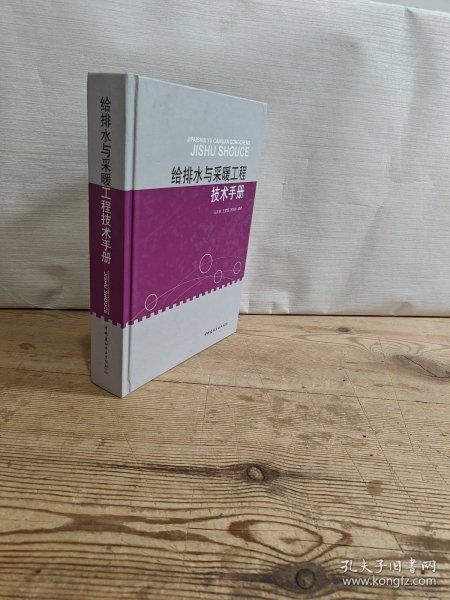 给排水与采暖工程技术手册
JISHU SHOUCE
JIPAISHUI YU CAINUAN GONGCHENG
JISHU SHOUCE
给排水与采暖工程
技术手册
孔夫子旧书网
www.kongfz.com